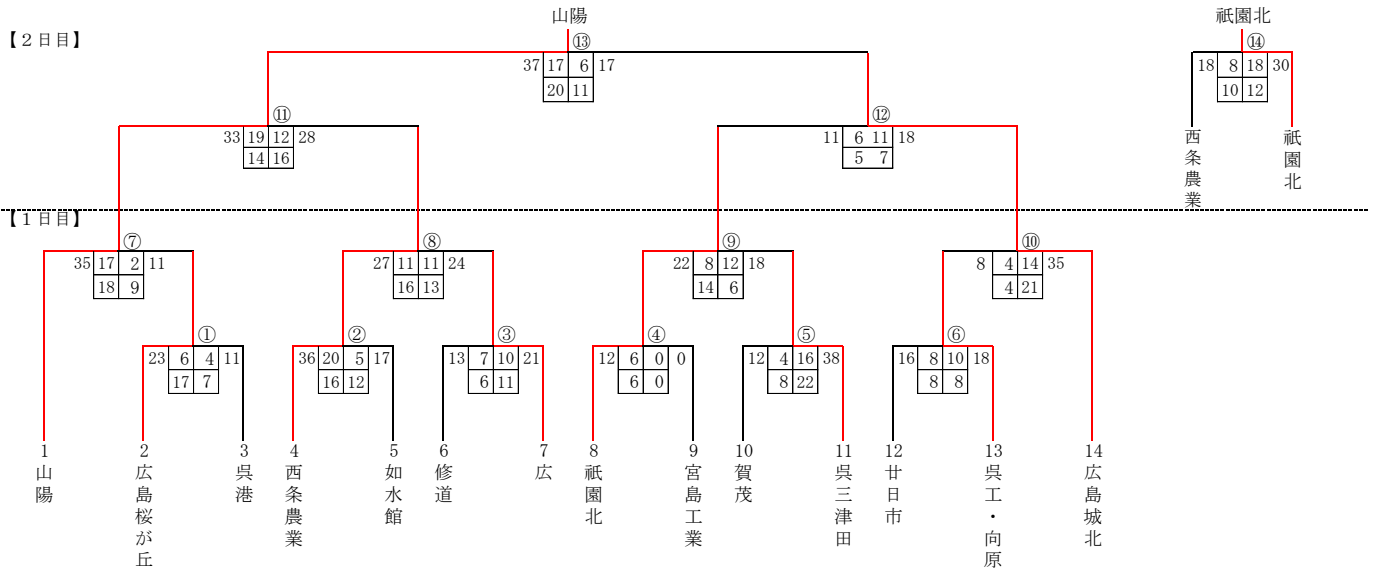 山陽
祇園北
【２日目】
⑬
⑭
37 17 6 17
20 11
18 8 18 30
10 12
⑪
⑫
33 19 12 28
14 16
11 6 11 18
5 7
西条農業
祇園北
【１日目】
⑦
⑧
⑨
⑩
35 17 2 11
18 9
27 11 11 24
16 13
22 8 12 18
14 6
8 4 14 35
4 21
①
②
③
④
⑤
⑥
23 6 4 11
17 7
36 20 5 17
16 12
13 7 10 21
6 11
12 6 0 0
6 0
12 4 16 38
8 22
16 8 10 18
8 8
1 山陽
2 広島桜が丘
3 呉港
4 西条農業
5 如水館
6 修道
7 広
8 祇園北
9 宮島工業
10 賀茂
11 呉三津田
12 廿日市
13 呉工・向原
14 広島城北